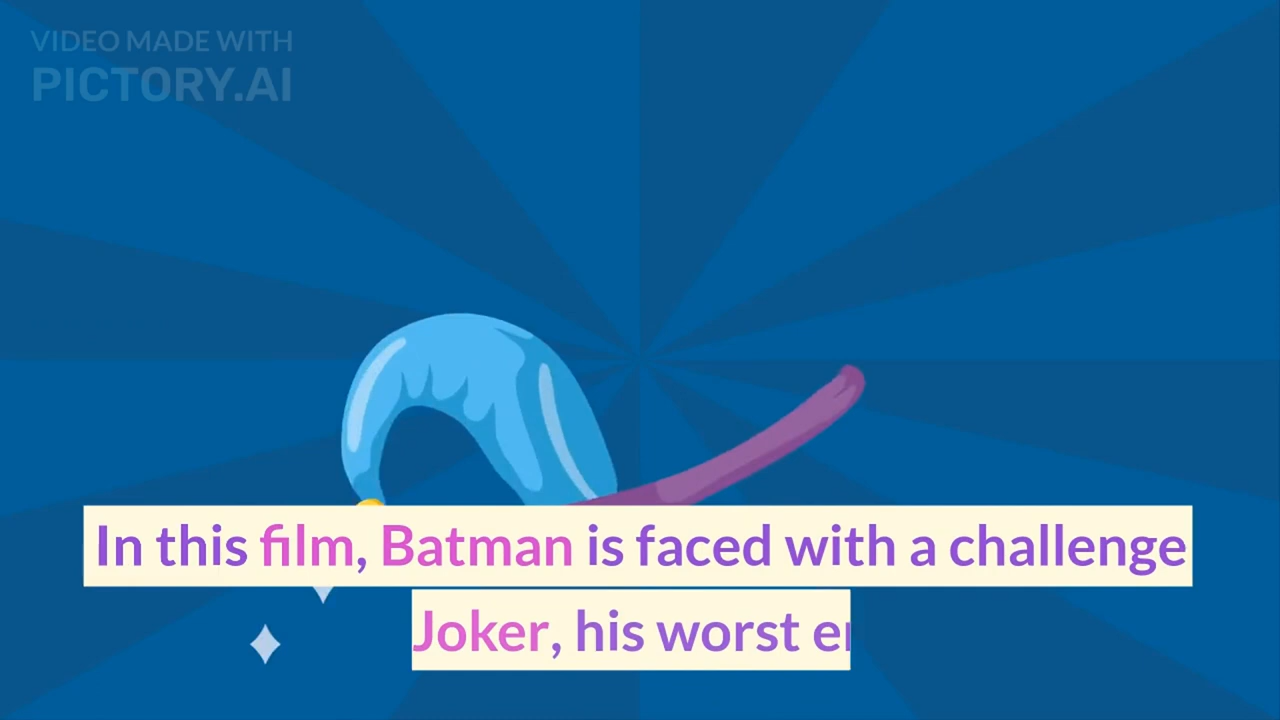 VIDEO MADE WITH
PICTORY.AI
In this film, Batman is faced with a challenge
Joker, his worst